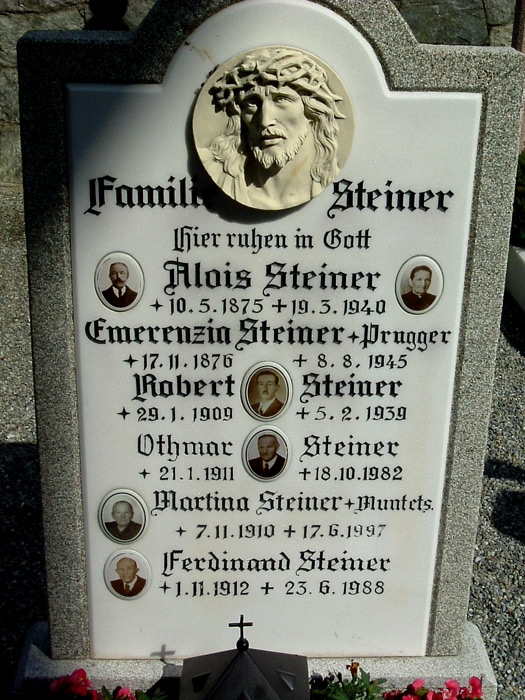 Familie Steiner
Hier ruhen in Gott
Alois Steiner
+10.5.1875 +19.3.1940
Emerenzia Steiner + Prugger
+17.11.1876 + 8.8.1945
Robert Steiner
+29.1.1909 +5.2.1939
Othmar Steiner
+21.1.1911 +18.10.1982
Martina Steiner + Muntets.
+7.11.1910 +17.6.1997
Ferdinand Steiner
+1.11.1912 + 23.6.1988